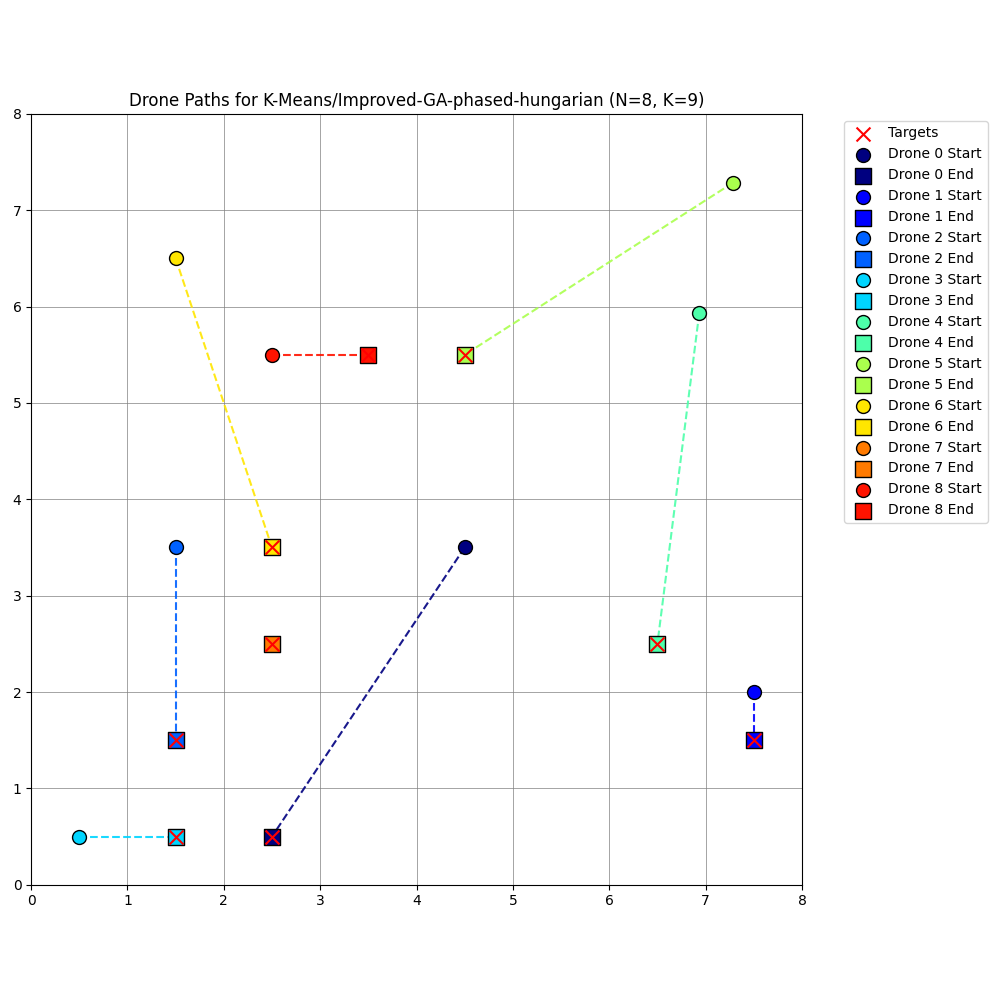 Drone Paths for K-Means/Improved-GA-phased-hungarian (N=8, K=9)
8
7
6
5
4
3
2
1
0
0 1 2 3 4 5 6 7 8
Targets
Drone 0 Start
Drone 0 End
Drone 1 Start
Drone 1 End
Drone 2 Start
Drone 2 End
Drone 3 Start
Drone 3 End
Drone 4 Start
Drone 4 End
Drone 5 Start
Drone 5 End
Drone 6 Start
Drone 6 End
Drone 7 Start
Drone 7 End
Drone 8 Start
Drone 8 End